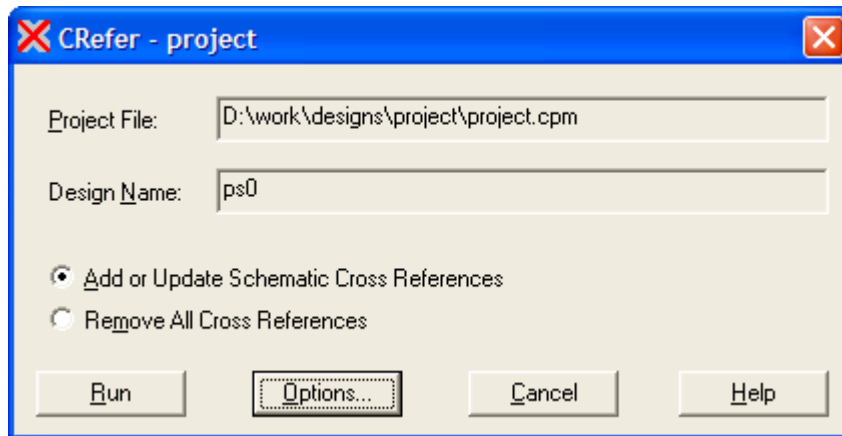 CRefer - project
Project File: D:\work\designs\project\project.cpm
Design Name: ps0
Add or Update Schematic Cross References
Remove All Cross References
Run Options... Cancel Help